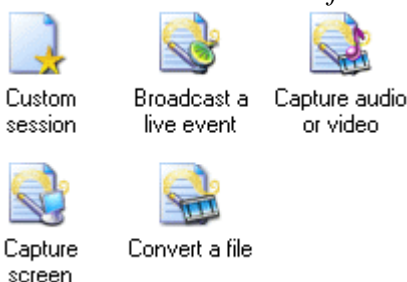 Custom
session
Broadcast a
live event
Capture audio
or video
Capture
screen
Convert a file